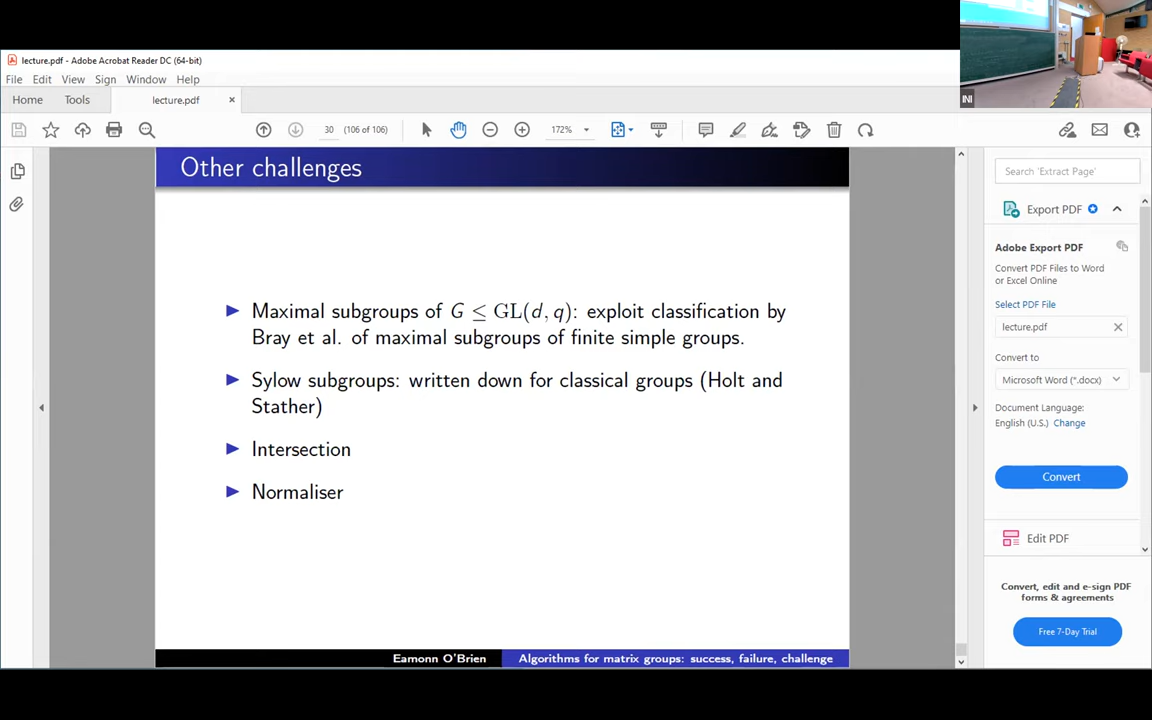 lecture.pdf - Adobe Acrobat Reader DC (64-bit)
File Edit View Sign Window Help
Home Tools lecture.pdf ×
30 (106 of 106) 172%
INI
Other challenges
Maximal subgroups of G ≤ GL(d, q): exploit classification by
Bray et al. of maximal subgroups of finite simple groups.
Sylow subgroups: written down for classical groups (Holt and
Stather)
Intersection
Normaliser
Eamonn O'Brien Algorithms for matrix groups: success, failure, challenge
Search 'Extract Page'
Export PDF
Adobe Export PDF
Convert PDF Files to Word
or Excel Online
Select PDF File
lecture.pdf
Convert to
Microsoft Word (*.docx)
Document Language:
English (U.S.) Change
Convert
Edit PDF
Convert, edit and e-sign PDF
forms & agreements
Free 7-Day Trial